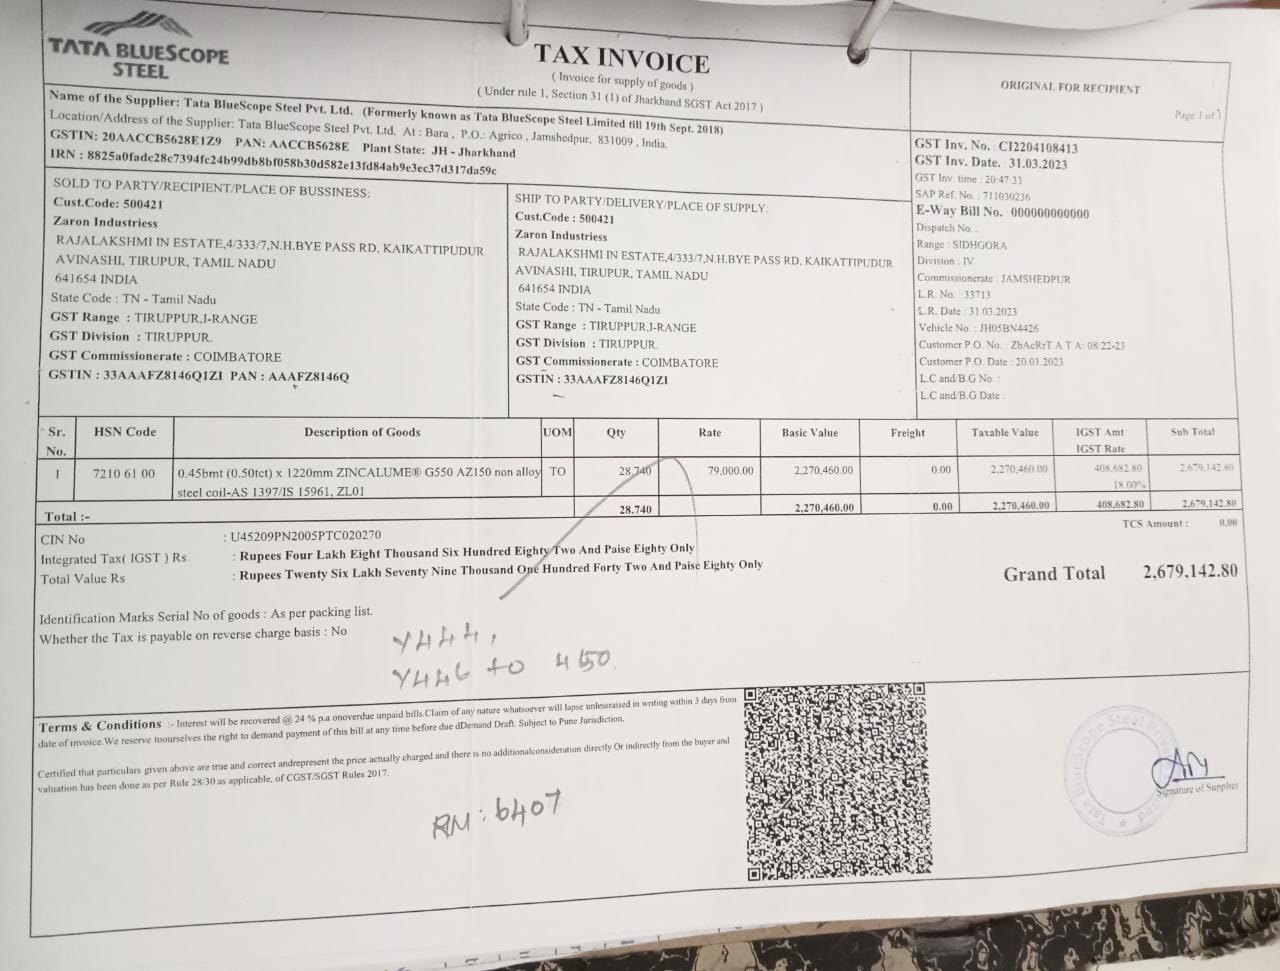 TATA BLUESCOPE
STEEL
TAX INVOICE
( Invoice for supply of goods )
( Under rule 1, Section 31 (1) of Jharkhand SGST Act 2017 )
ORIGINAL FOR RECIPIENT
Page 1 of 1
Name of the Supplier: Tata BlueScope Steel Pvt. Ltd. (Formerly known as Tata BlueScope Steel Limited till 19th Sept. 2018)
Location/Address of the Supplier: Tata BlueScope Steel Pvt. Ltd. At : Bara , P.O.: Agrico , Jamshedpur, 831009 , India.
GSTIN: 20AACCB5628E1Z9 PAN: AACCB5628E Plant State: JH - Jharkhand
IRN : 8825a0fadc28c7394fc24b99db8bf058b30d582e13fd84ab9e3ec37d317da59c
GST Inv. No. : CI2204108413
GST Inv. Date. : 31.03.2023
GST Inv. time : 20:47:33
SAP Ref. No. : 711030236
E-Way Bill No. : 000000000000
Dispatch No. :
Range : SIDHGORA
Division : IV
Commissionerate : JAMSHEDPUR
L.R. No. : 33713
L.R. Date : 31.03.2023
Vehicle No. : JH05BN4426
Customer P.O. No. : ZbAcRrT A T A: 08/22-23
Customer P.O. Date : 20.01.2023
L.C and/B.G No. :
L.C and/B.G Date :
SOLD TO PARTY/RECIPIENT/PLACE OF BUSSINESS:
Cust.Code: 500421
Zaron Industriess
RAJALAKSHMI IN ESTATE,4/333/7,N.H.BYE PASS RD, KAIKATTIPUDUR
AVINASHI, TIRUPUR, TAMIL NADU
641654 INDIA
State Code : TN - Tamil Nadu
GST Range : TIRUPPUR,I-RANGE
GST Division : TIRUPPUR.
GST Commissionerate : COIMBATORE
GSTIN : 33AAAFZ8146Q1ZI PAN : AAAFZ8146Q
SHIP TO PARTY/DELIVERY/PLACE OF SUPPLY:
Cust.Code : 500421
Zaron Industriess
RAJALAKSHMI IN ESTATE,4/333/7,N.H.BYE PASS RD, KAIKATTIPUDUR
AVINASHI, TIRUPUR, TAMIL NADU
641654 INDIA
State Code : TN - Tamil Nadu
GST Range : TIRUPPUR,I-RANGE
GST Division : TIRUPPUR.
GST Commissionerate : COIMBATORE
GSTIN : 33AAAFZ8146Q1ZI
Sr. No. HSN Code Description of Goods UOM Qty Rate Basic Value Freight Taxable Value IGST Amt IGST Rate Sub Total
1 7210 61 00 0.45bmt (0.50tct) x 1220mm ZINCALUME® G550 AZ150 non alloy TO 28.740 79,000.00 2,270,460.00 0.00 2,270,460.00 408,682.80 2,679,142.80
steel coil-AS 1397/IS 15961, ZL01 18.00%
Total :- 28.740 2,270,460.00 0.00 2,270,460.00 408,682.80 2,679,142.80
CIN No : U45209PN2005PTC020270
TCS Amount : 0.00
Integrated Tax( IGST ) Rs. : Rupees Four Lakh Eight Thousand Six Hundred Eighty Two And Paise Eighty Only
Total Value Rs : Rupees Twenty Six Lakh Seventy Nine Thousand One Hundred Forty Two And Paise Eighty Only
Grand Total 2,679,142.80
Identification Marks Serial No of goods : As per packing list.
Whether the Tax is payable on reverse charge basis : No
Y444,
Y446 to 450.
Terms & Conditions :- Interest will be recovered @ 24 % p.a onoverdue unpaid bills.Claim of any nature whatsoever will lapse unlessraised in writing within 3 days from
date of invoice.We reserve toourselves the right to demand payment of this bill at any time before due dDemand Draft. Subject to Pune Jurisdiction.
Certified that particulars given above are true and correct andrepresent the price actually charged and there is no additionalconsideration directly Or indirectly from the buyer and
valuation has been done as per Rule 28/30 as applicable, of CGST/SGST Rules 2017.
RM: 6407
Signature of Supplier